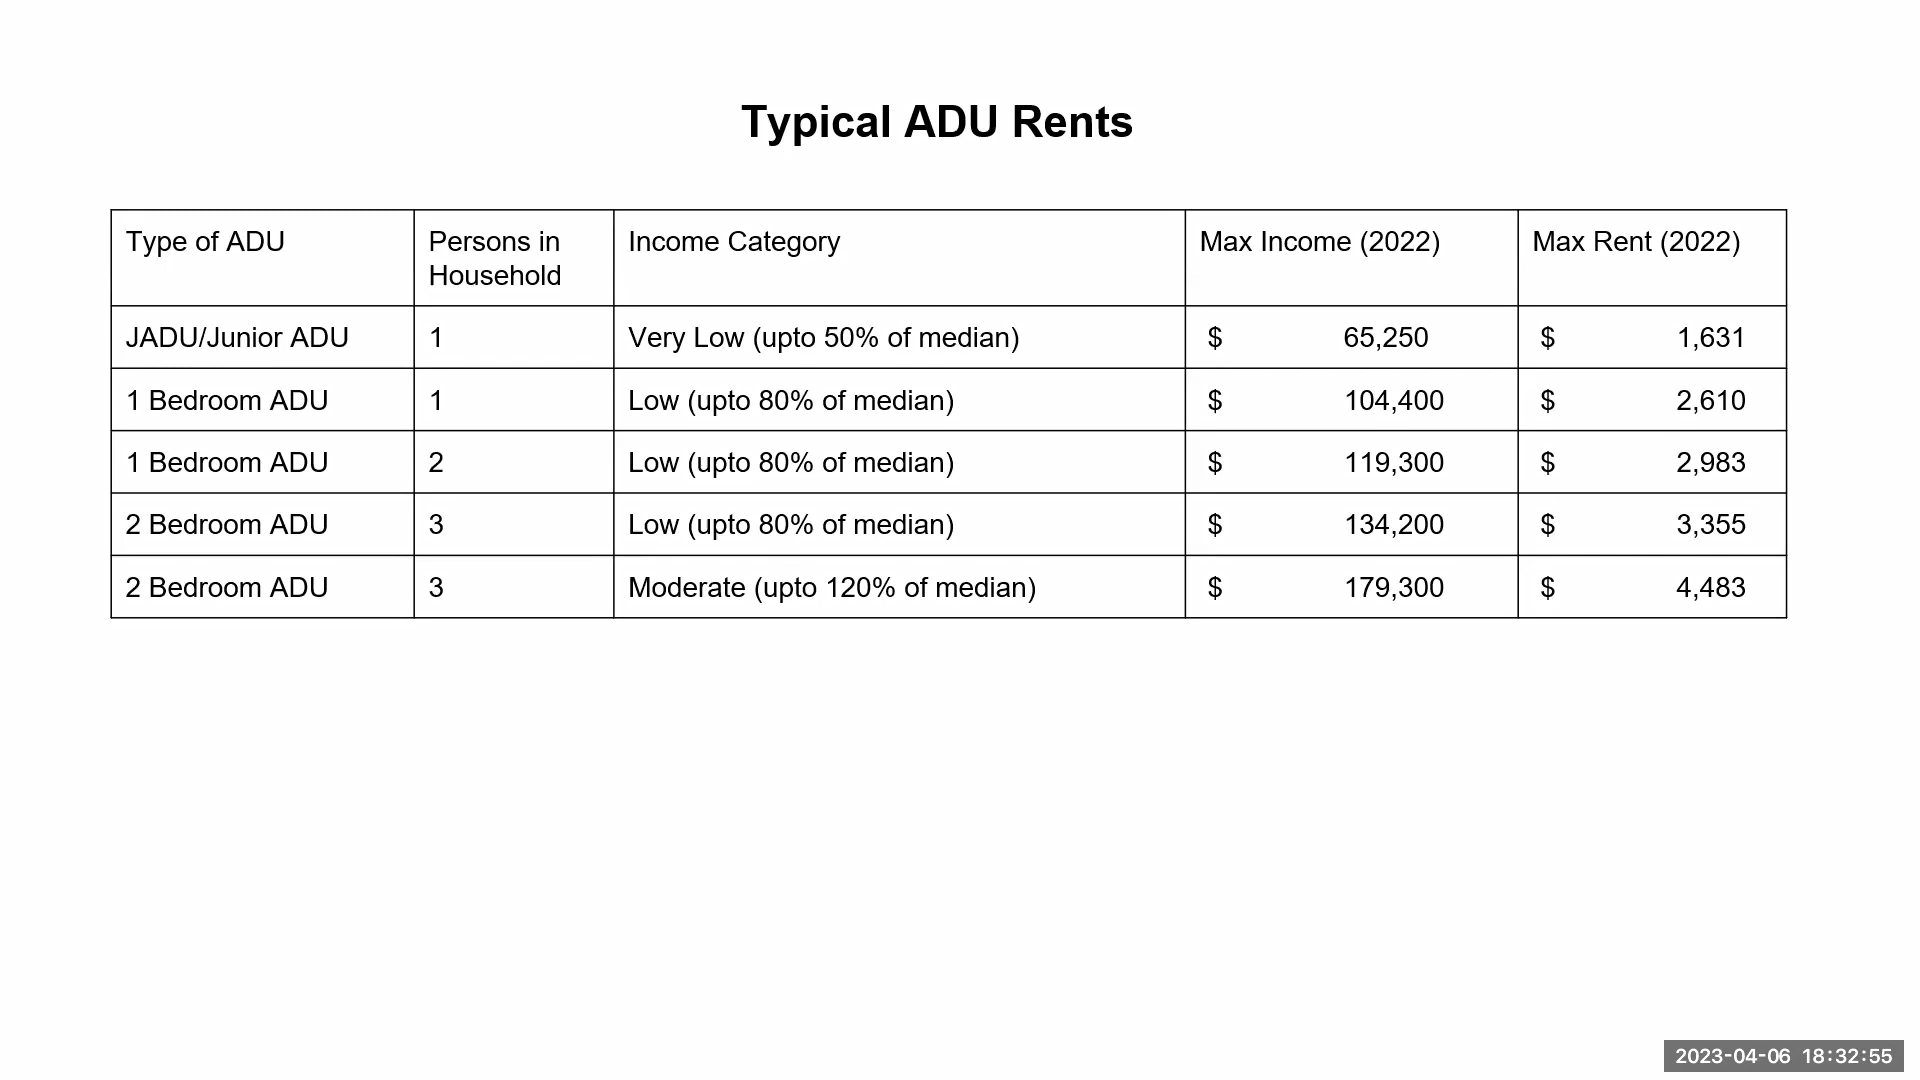 Typical ADU Rents
Type of ADU Persons in Household Income Category Max Income (2022) Max Rent (2022)
JADU/Junior ADU 1 Very Low (upto 50% of median) $ 65,250 $ 1,631
1 Bedroom ADU 1 Low (upto 80% of median) $ 104,400 $ 2,610
1 Bedroom ADU 2 Low (upto 80% of median) $ 119,300 $ 2,983
2 Bedroom ADU 3 Low (upto 80% of median) $ 134,200 $ 3,355
2 Bedroom ADU 3 Moderate (upto 120% of median) $ 179,300 $ 4,483
2023-04-06 18:32:55